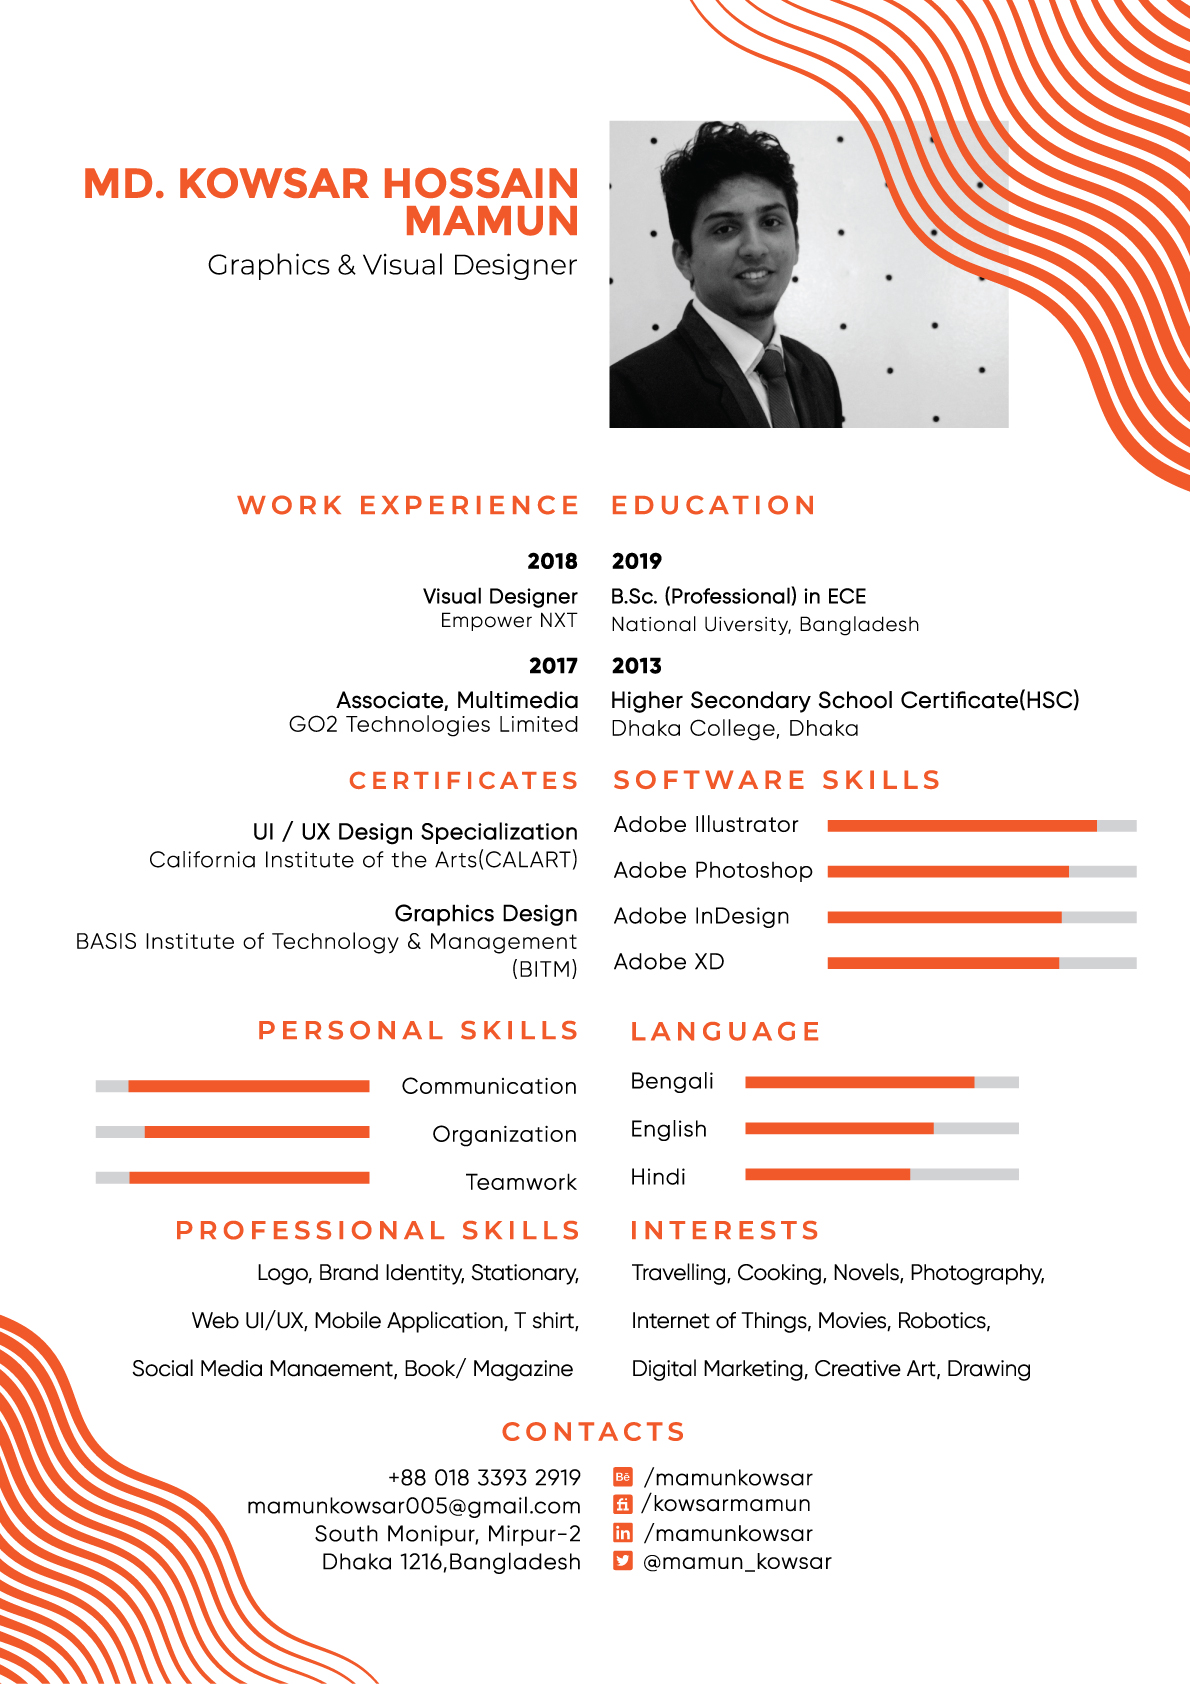 MD. KOWSAR HOSSAIN
MAMUN
Graphics & Visual Designer
WORK EXPERIENCE
2018
Visual Designer
Empower NXT
2017
Associate, Multimedia
GO2 Technologies Limited
EDUCATION
2019
B.Sc. (Professional) in ECE
National Uiversity, Bangladesh
2013
Higher Secondary School Certificate(HSC)
Dhaka College, Dhaka
CERTIFICATES
UI / UX Design Specialization
California Institute of the Arts(CALART)
Graphics Design
BASIS Institute of Technology & Management
(BITM)
SOFTWARE SKILLS
Adobe Illustrator
Adobe Photoshop
Adobe InDesign
Adobe XD
PERSONAL SKILLS
Communication
Organization
Teamwork
LANGUAGE
Bengali
English
Hindi
PROFESSIONAL SKILLS
Logo, Brand Identity, Stationary,
Web UI/UX, Mobile Application, T shirt,
Social Media Manaement, Book/ Magazine
INTERESTS
Travelling, Cooking, Novels, Photography,
Internet of Things, Movies, Robotics,
Digital Marketing, Creative Art, Drawing
CONTACTS
+88 018 3393 2919
mamunkowsar005@gmail.com
South Monipur, Mirpur-2
Dhaka 1216,Bangladesh
Bē /mamunkowsar
fi /kowsarmamun
in /mamunkowsar
@mamun_kowsar